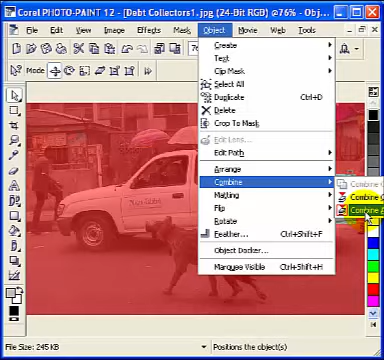 Corel PHOTO-PAINT 12 - [Debt Collectors1.jpg (24-Bit RGB) @76% - Obj...
File Edit View Image Effects Mask Object Movie Web Tools
Mode
Create
Text
Clip Mask
Select All
Duplicate Ctrl+D
Delete
Crop To Mask
Edit Lens...
Edit Path
Arrange
Combine
Combine
Combine
Combine
Matting
Flip
Rotate
Feather... Ctrl+Shift+F
Object Docker...
Marquee Visible Ctrl+Shift+H
File Size: 245 KB
Positions the object(s)